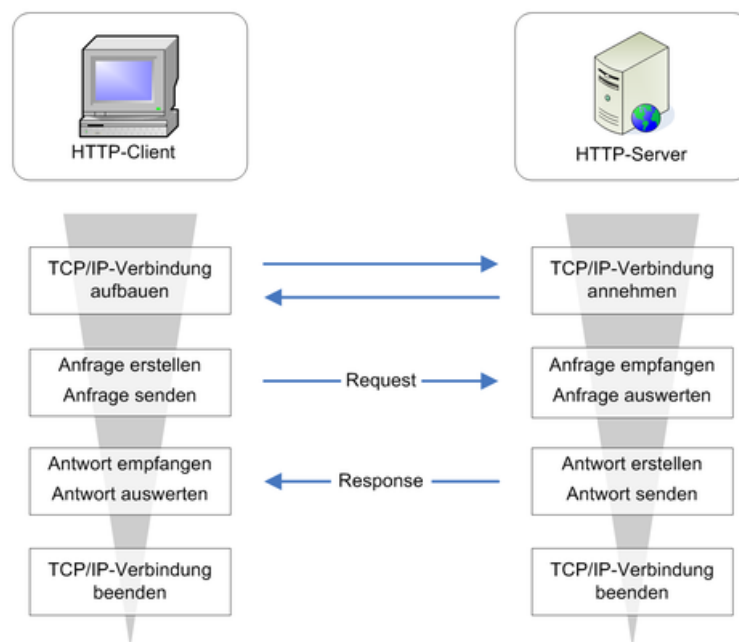 HTTP-Client
HTTP-Server
TCP/IP-Verbindung
aufbauen
TCP/IP-Verbindung
annehmen
Anfrage erstellen
Anfrage senden
Request
Anfrage empfangen
Anfrage auswerten
Antwort empfangen
Antwort auswerten
Response
Antwort erstellen
Antwort senden
TCP/IP-Verbindung
beenden
TCP/IP-Verbindung
beenden